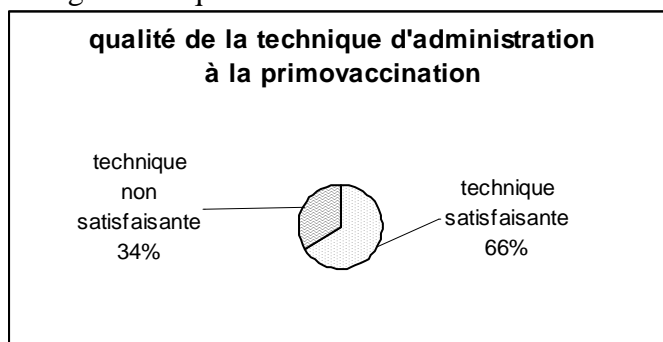 qualité de la technique d'administration
à la primovaccination
technique
non
satisfaisante
34%
technique
satisfaisante
66%